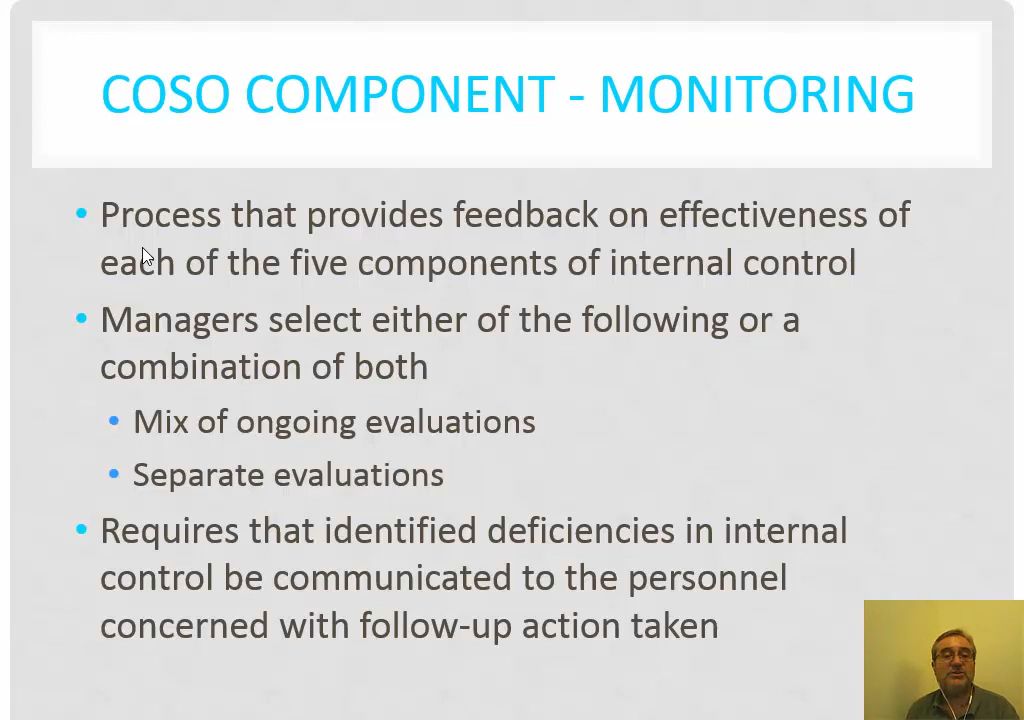 COSO COMPONENT - MONITORING
• Process that provides feedback on effectiveness of
each of the five components of internal control
• Managers select either of the following or a
combination of both
• Mix of ongoing evaluations
• Separate evaluations
• Requires that identified deficiencies in internal
control be communicated to the personnel
concerned with follow-up action taken